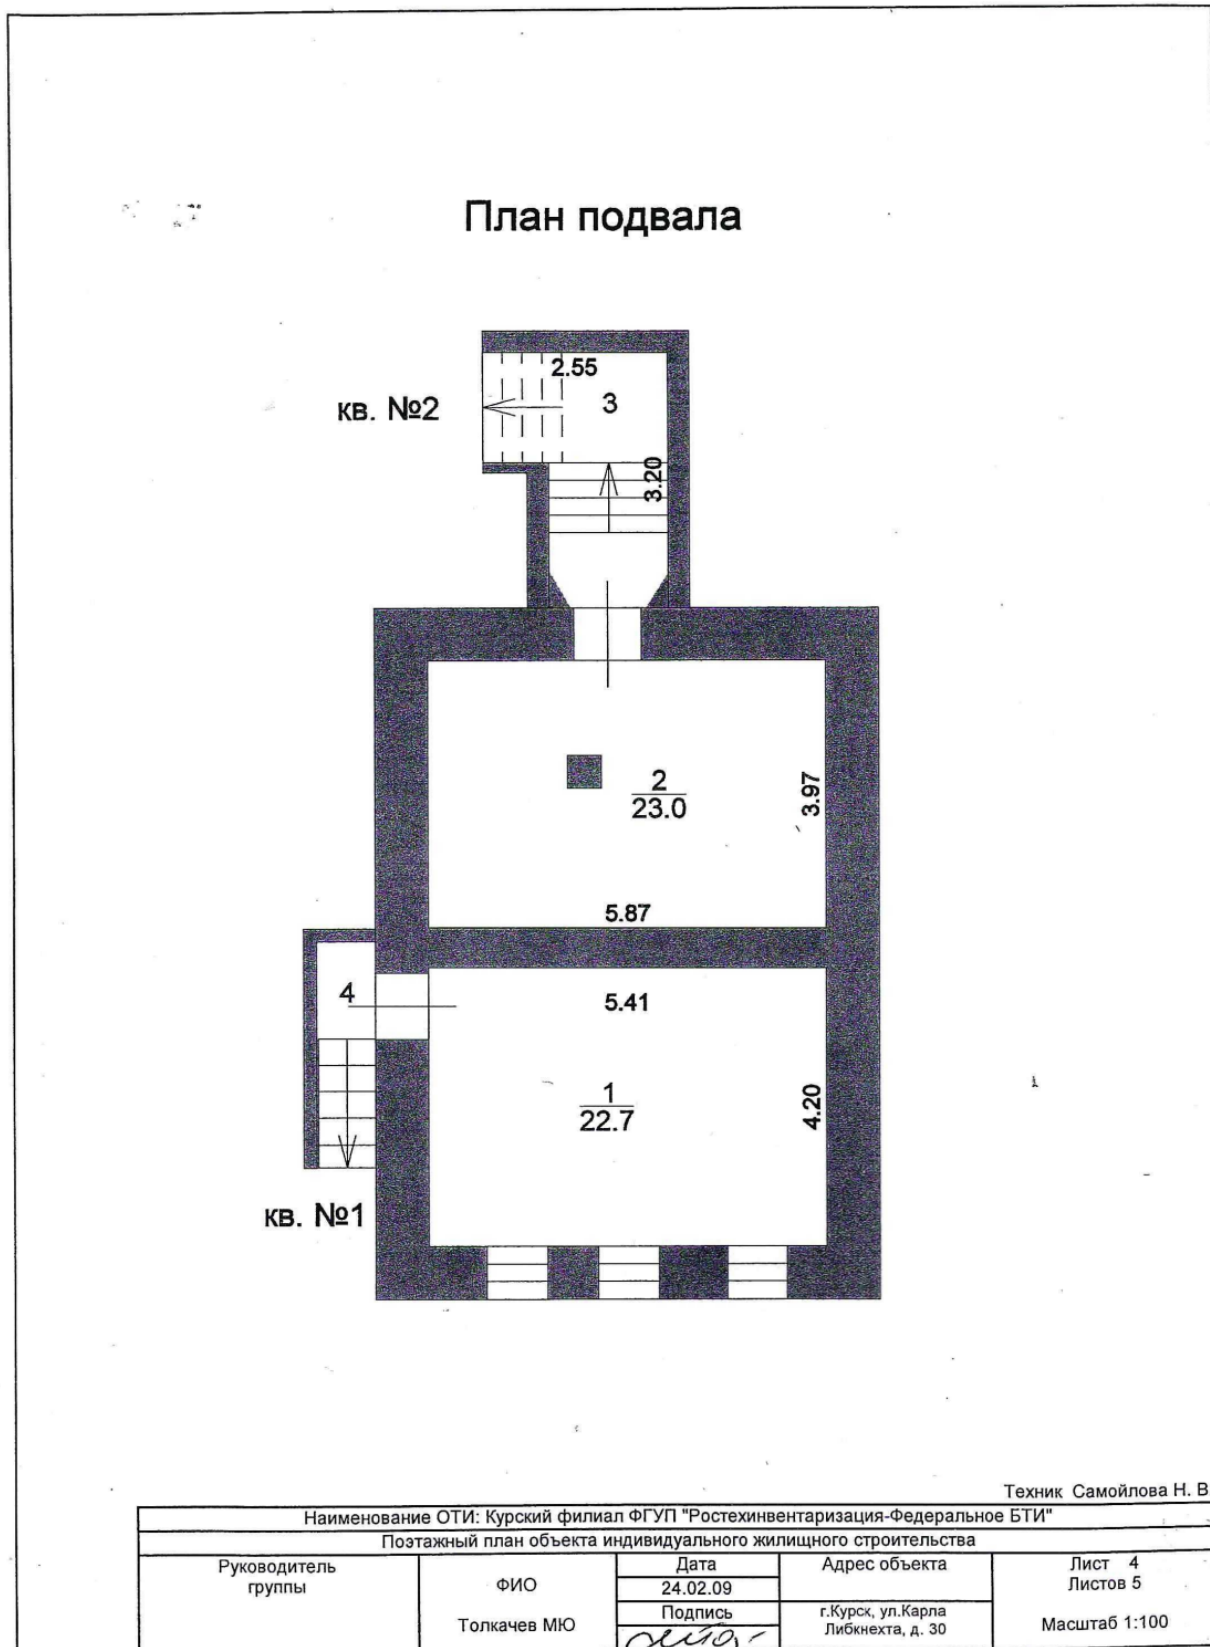 План подвала
2.55
кв. №2
3
3.20
2
23.0
3.97
5.87
4
5.41
1
22.7
4.20
кв. №1
Техник Самойлова Н. В
Наименование ОТИ: Курский филиал ФГУП "Ростехинвентаризация-Федеральное БТИ"
Поэтажный план объекта индивидуального жилищного строительства
Руководитель
группы
ФИО
Толкачев МЮ
Дата
24.02.09
Подпись
Адрес объекта
г.Курск, ул.Карла
Либкнехта, д. 30
Лист 4
Листов 5
Масштаб 1:100